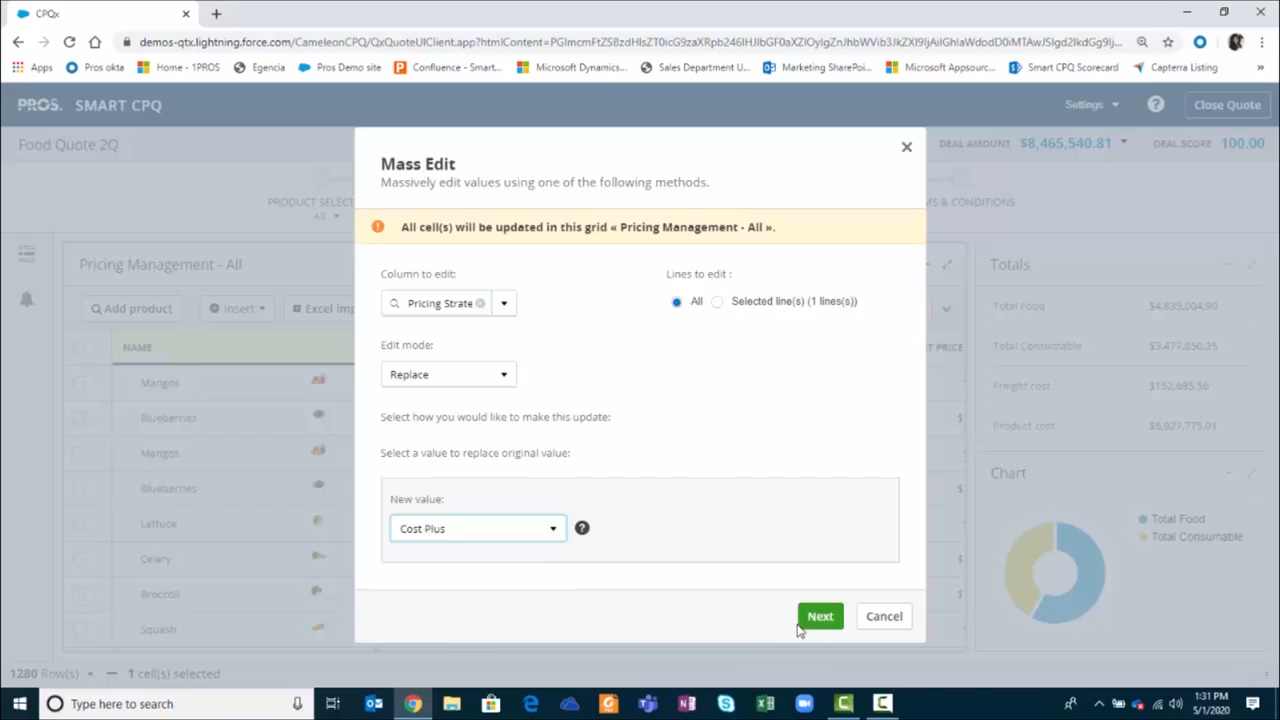 CPQx
demos-qtx.lightning.force.com/CameleonCPQ/QxQuoteUIClient.app?htmlContent=
Apps
Pros okta
Home - 1PROS
Egencia
Pros Demo site
Confluence - Smart...
Microsoft Dynamics...
Sales Department U...
Marketing SharePoi...
Microsoft Appsourc...
Smart CPQ Scorecard
Capterra Listing
»
PROS. SMART CPQ
Settings
?
Close Quote
Food Quote 2Q
DEAL AMOUNT $8,465,540.81
DEAL SCORE 100.00
PRODUCT SELECT
All
MS & CONDITIONS
Mass Edit
Massively edit values using one of the following methods.
All cell(s) will be updated in this grid « Pricing Management - All ».
Column to edit:
Pricing Strate
Lines to edit :
All
Selected line(s) (1 lines(s))
Edit mode:
Replace
Select how you would like to make this update:
Select a value to replace original value:
New value:
Cost Plus
?
Next
Cancel
Pricing Management - All
Add product
Insert
Excel imp
NAME
T PRICE
Mangos
Blueberries
Mangos
Blueberries
$
Lettuce
$
Celery
$
Broccoli
$
Squash
$
Totals
Total Food $4,835,004.90
Total Consumable $3,477,850.35
Freight cost $152,685.56
Product cost $6,927,775.01
Chart
Total Food
Total Consumable
1280 Row(s)
1 cell(s) selected
Type here to search
1:31 PM
5/1/2020